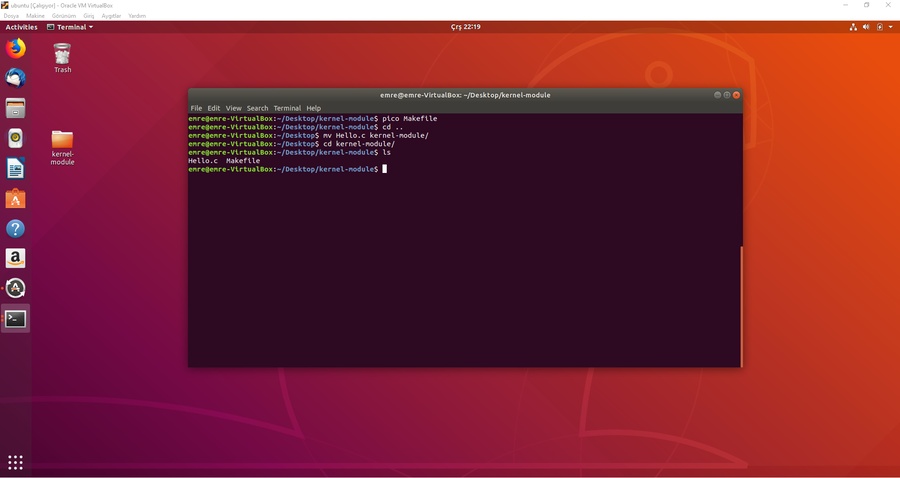 ubuntu [Çalışıyor] - Oracle VM VirtualBox
Dosya Makine Görünüm Giriş Aygıtlar Yardım
Activities Terminal Çrş 22:19
Trash
kernel-module
emre@emre-VirtualBox: ~/Desktop/kernel-module
File Edit View Search Terminal Help
emre@emre-VirtualBox:~/Desktop/kernel-module$ pico Makefile
emre@emre-VirtualBox:~/Desktop/kernel-module$ cd ..
emre@emre-VirtualBox:~/Desktop$ mv Hello.c kernel-module/
emre@emre-VirtualBox:~/Desktop$ cd kernel-module/
emre@emre-VirtualBox:~/Desktop/kernel-module$ ls
Hello.c Makefile
emre@emre-VirtualBox:~/Desktop/kernel-module$